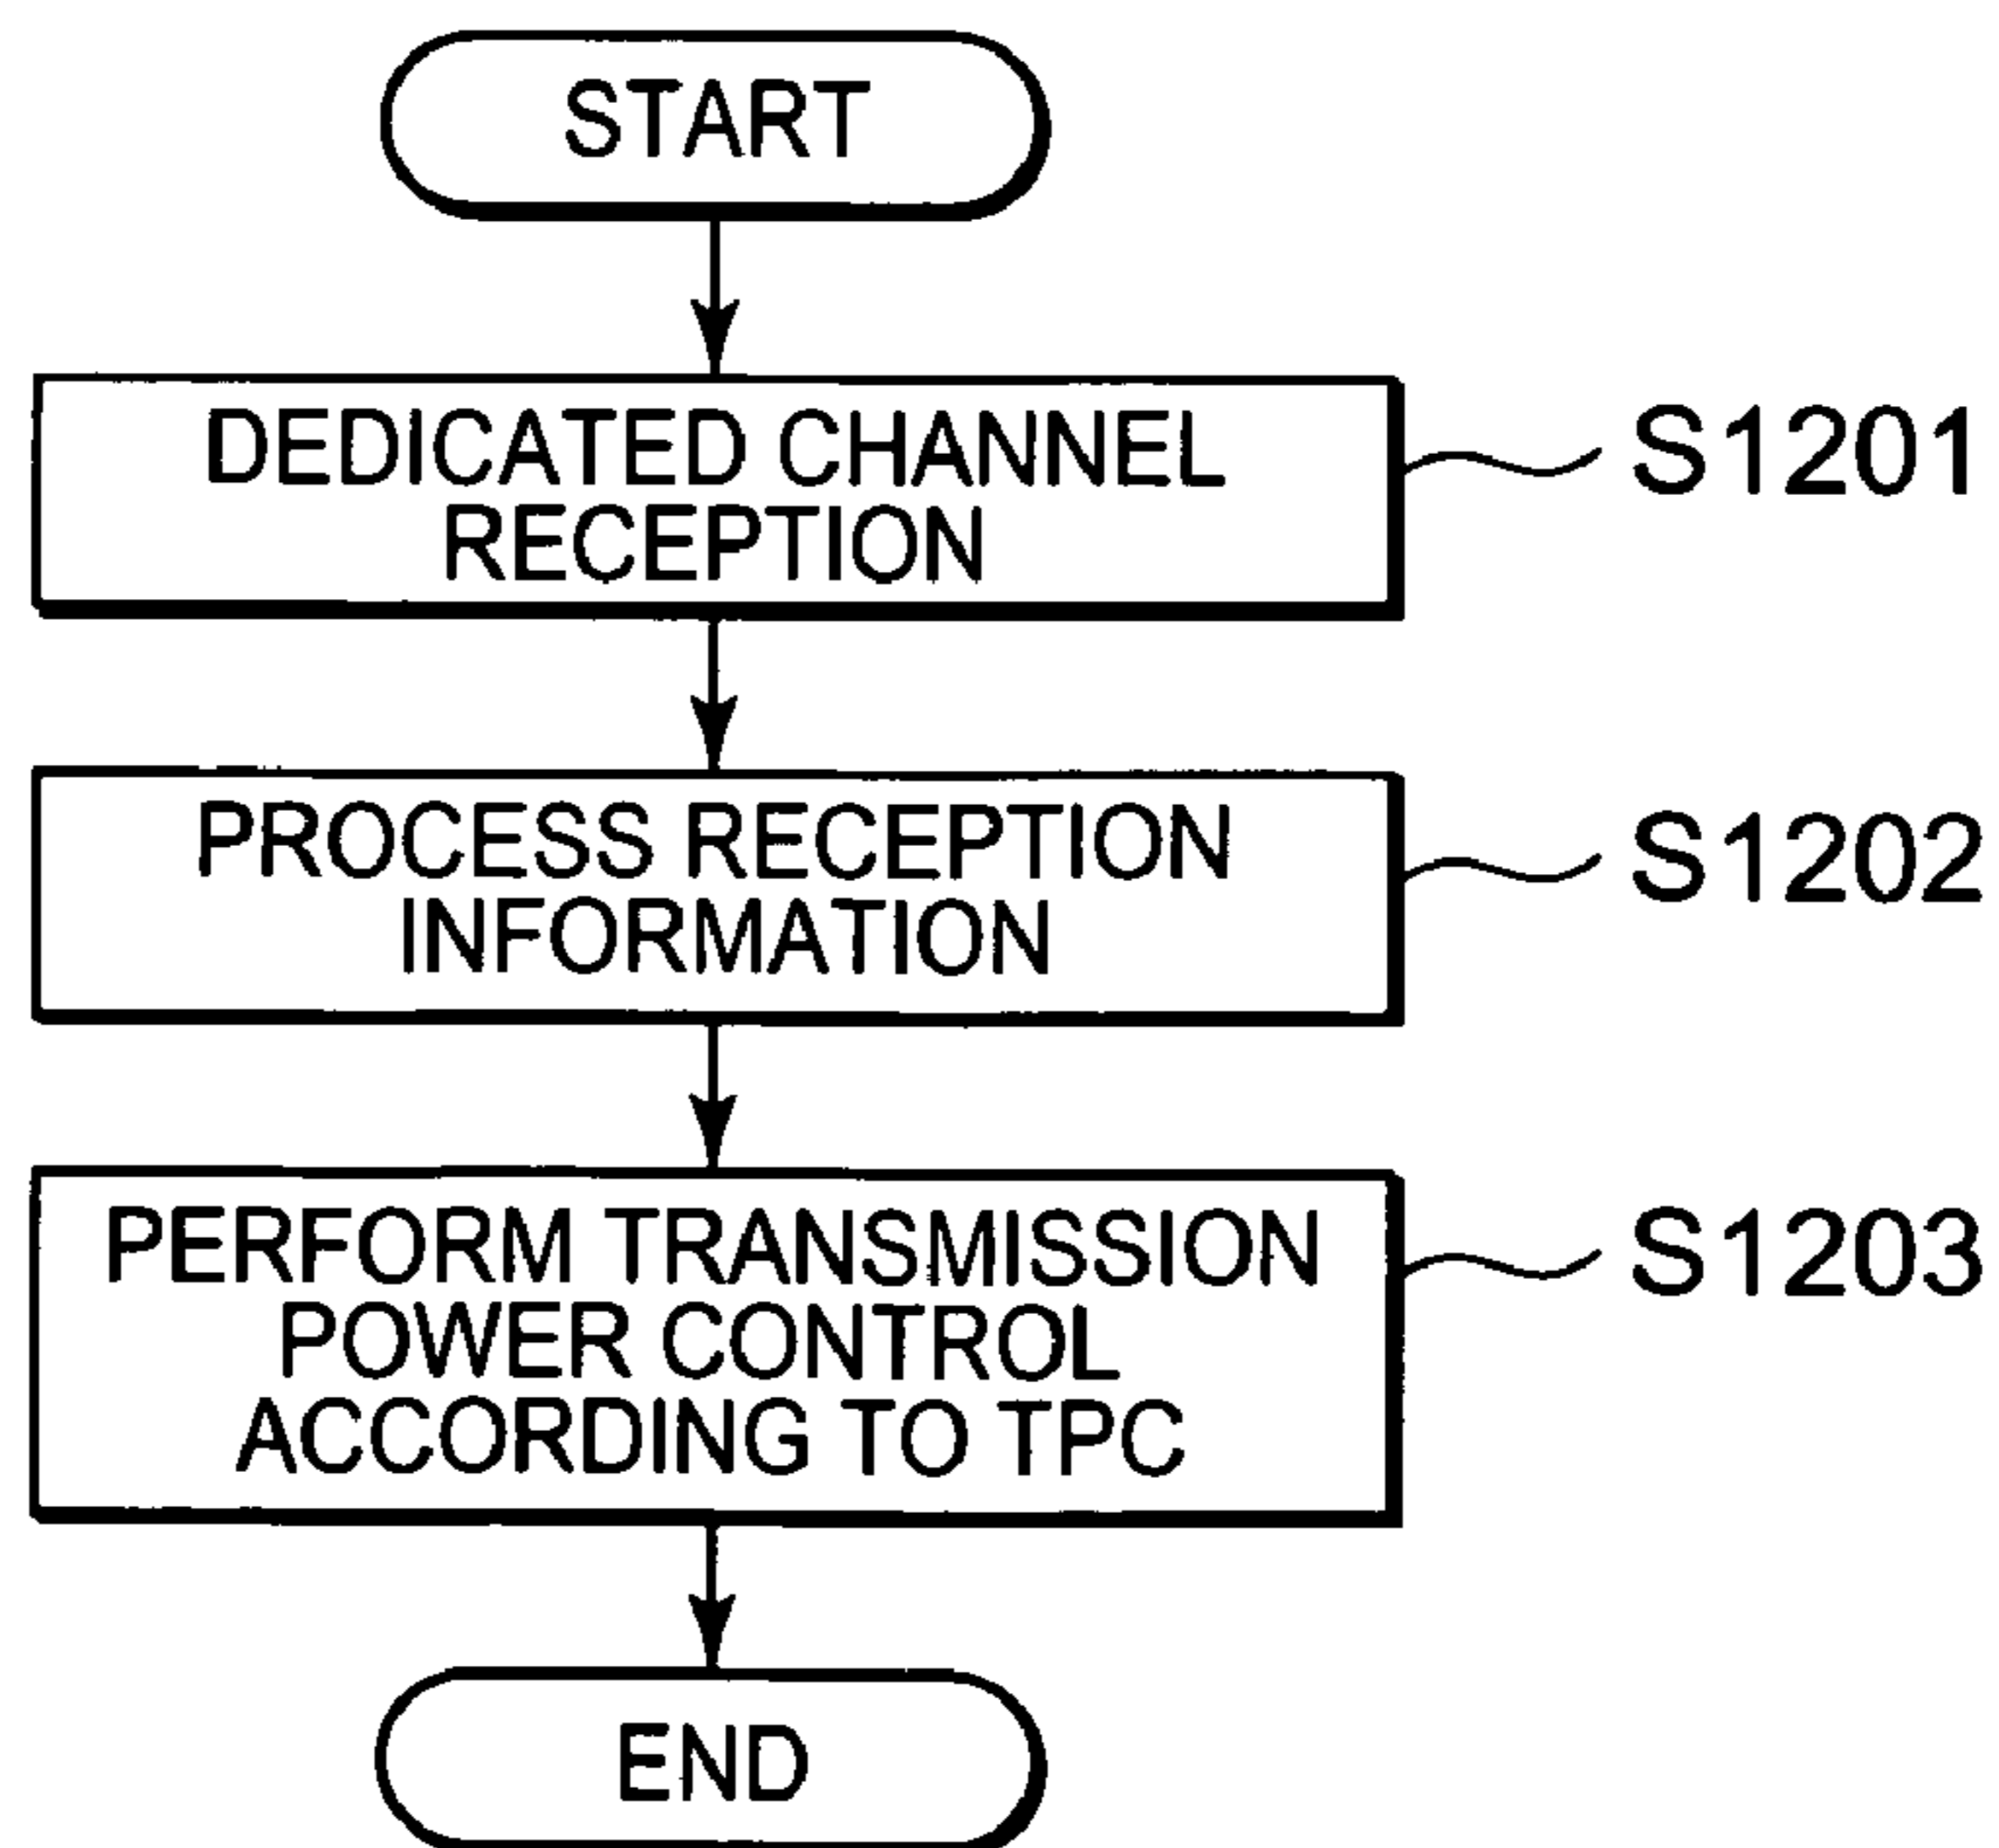 START
DEDICATED CHANNEL
RECEPTION
S1201
PROCESS RECEPTION
INFORMATION
S1202
PERFORM TRANSMISSION
POWER CONTROL
ACCORDING TO TPC
S1203
END